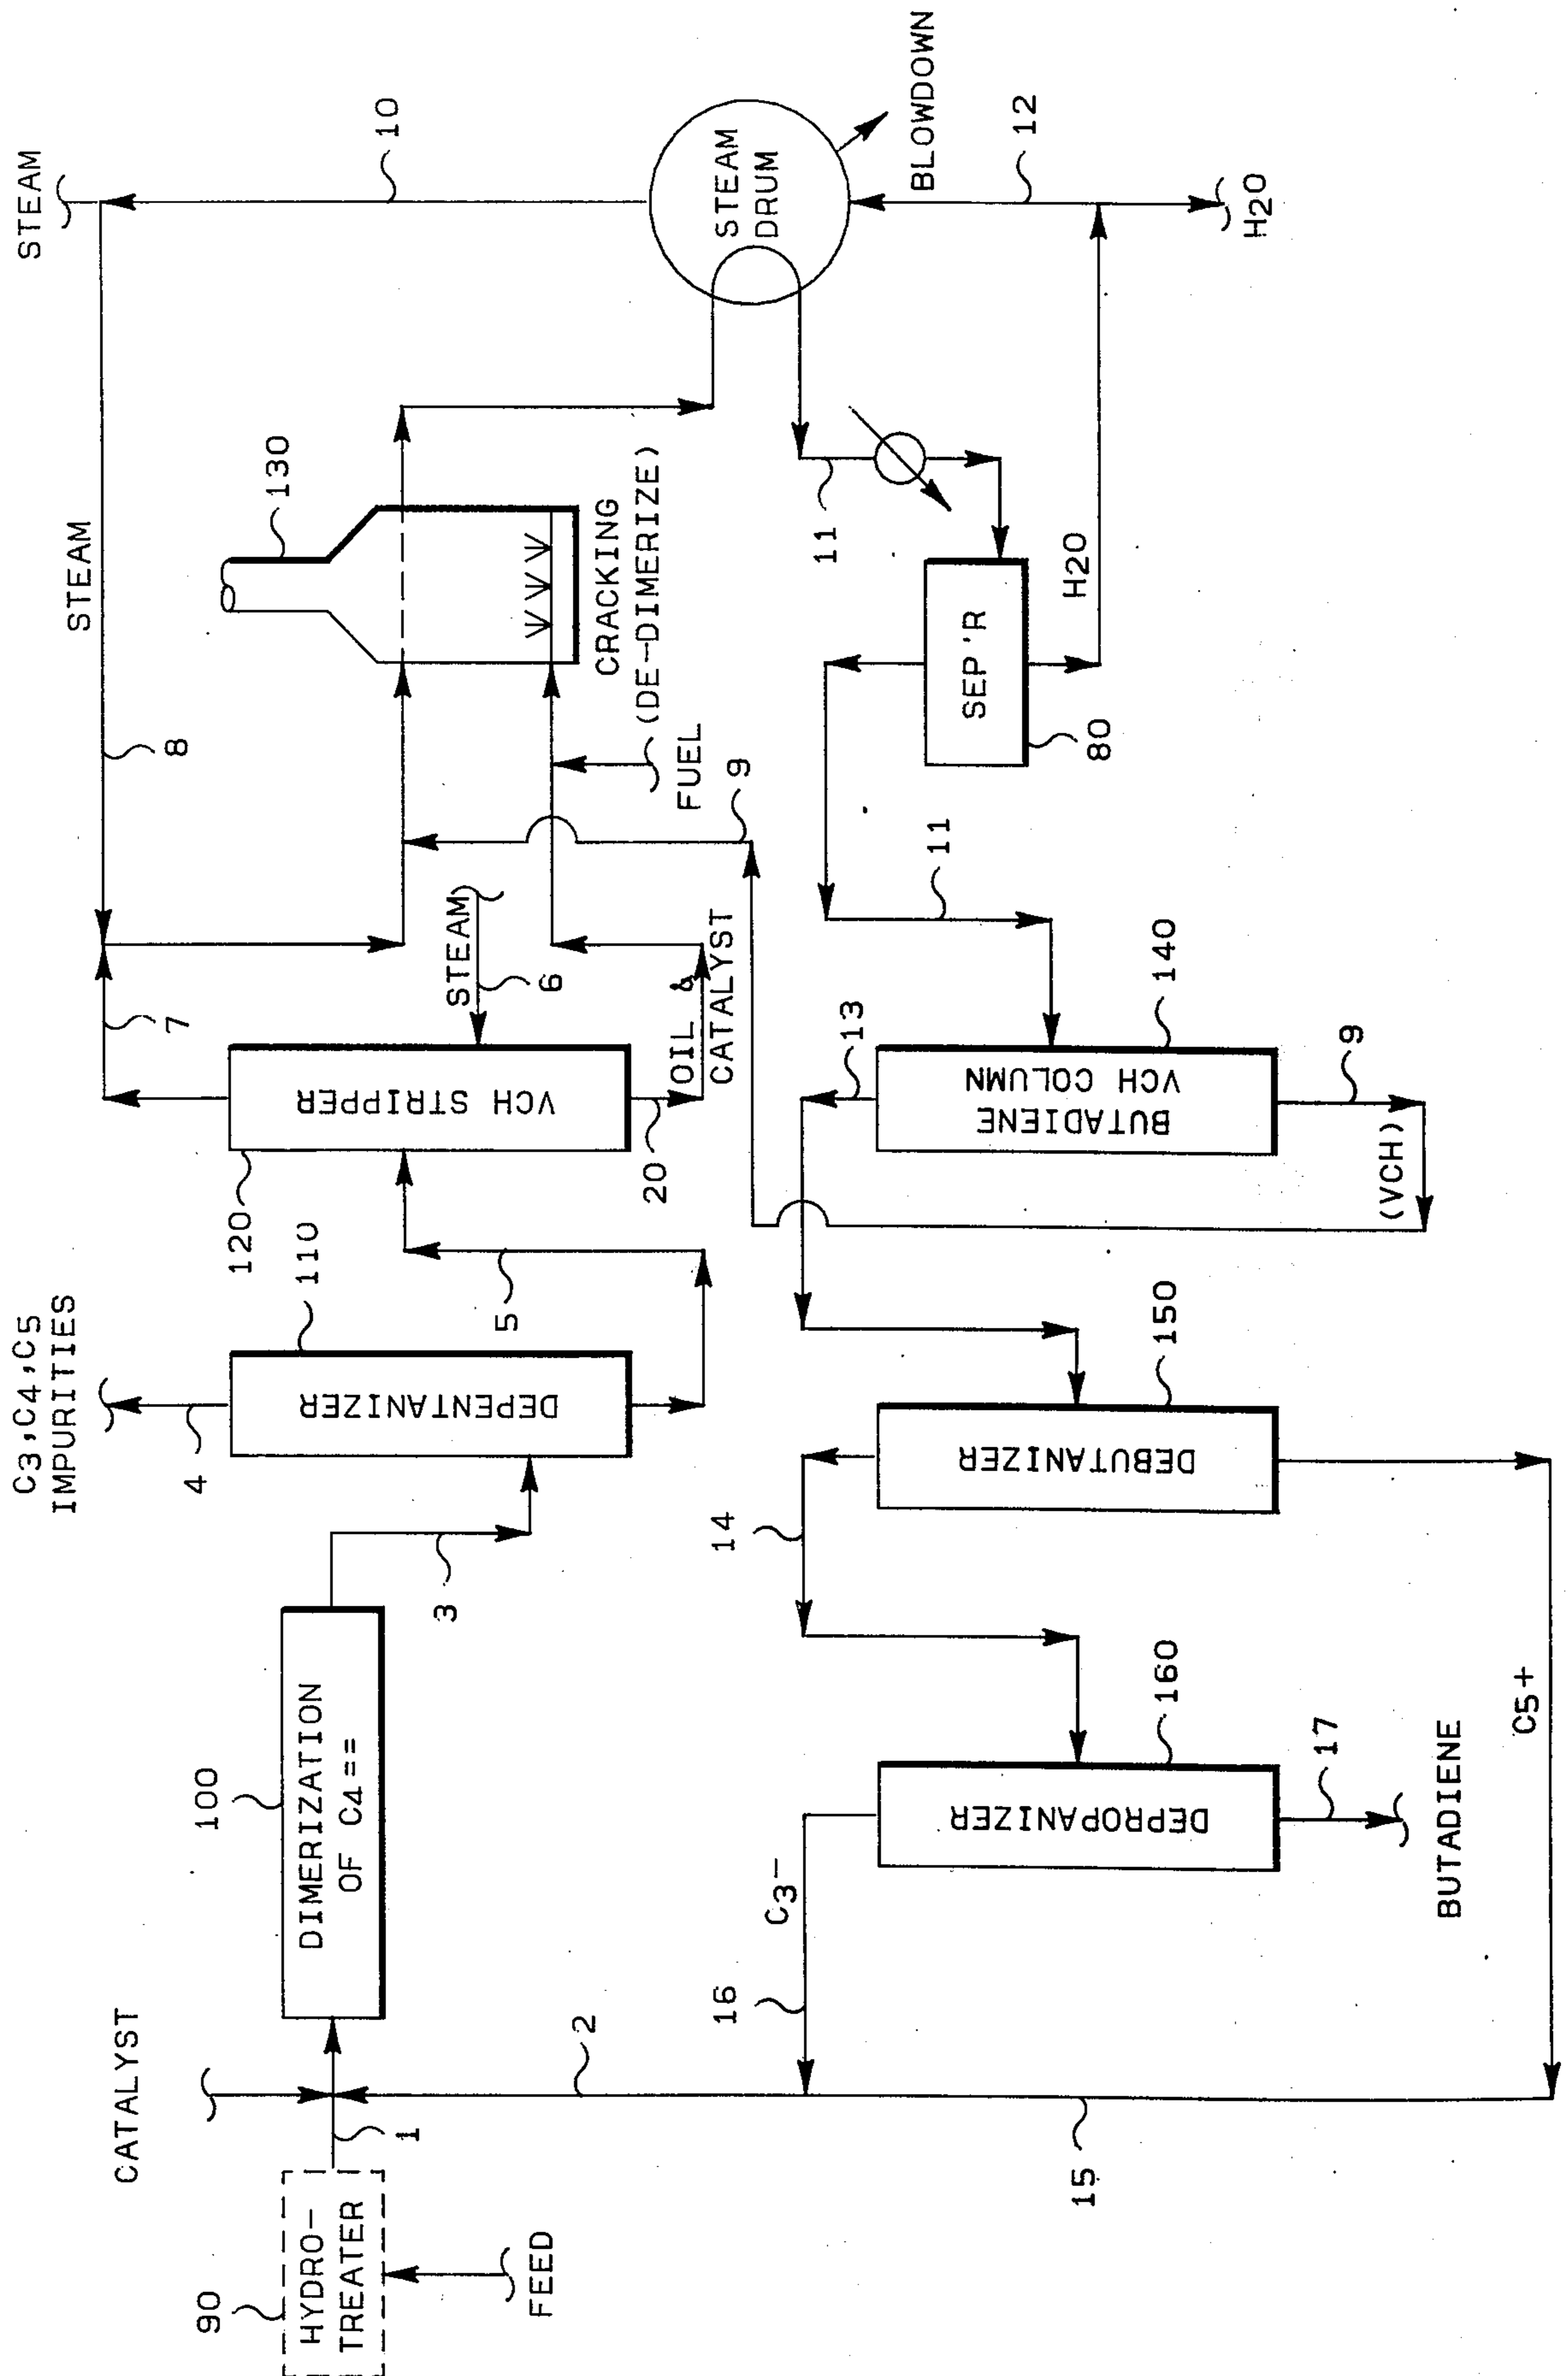 90
HYDRO-
TREATER
FEED
CATALYST
1
2
100
DIMERIZATION
OF C4==
3
C3,C4,C5
IMPURITIES
4
110
DEPENTANIZER
5
120
VCH STRIPPER
7
STEAM
6
20
OIL &
CATALYST
8
STEAM
130
CRACKING
(DE-DIMERIZE)
FUEL
9
STEAM
10
STEAM
DRUM
BLOWDOWN
12
H2O
11
SEP'R
80
H2O
11
13
140
BUTADIENE
VCH COLUMN
9
(VCH)
150
DEBUTANIZER
14
160
DEPROPANIZER
17
BUTADIENE
C3-
16
15
C5+